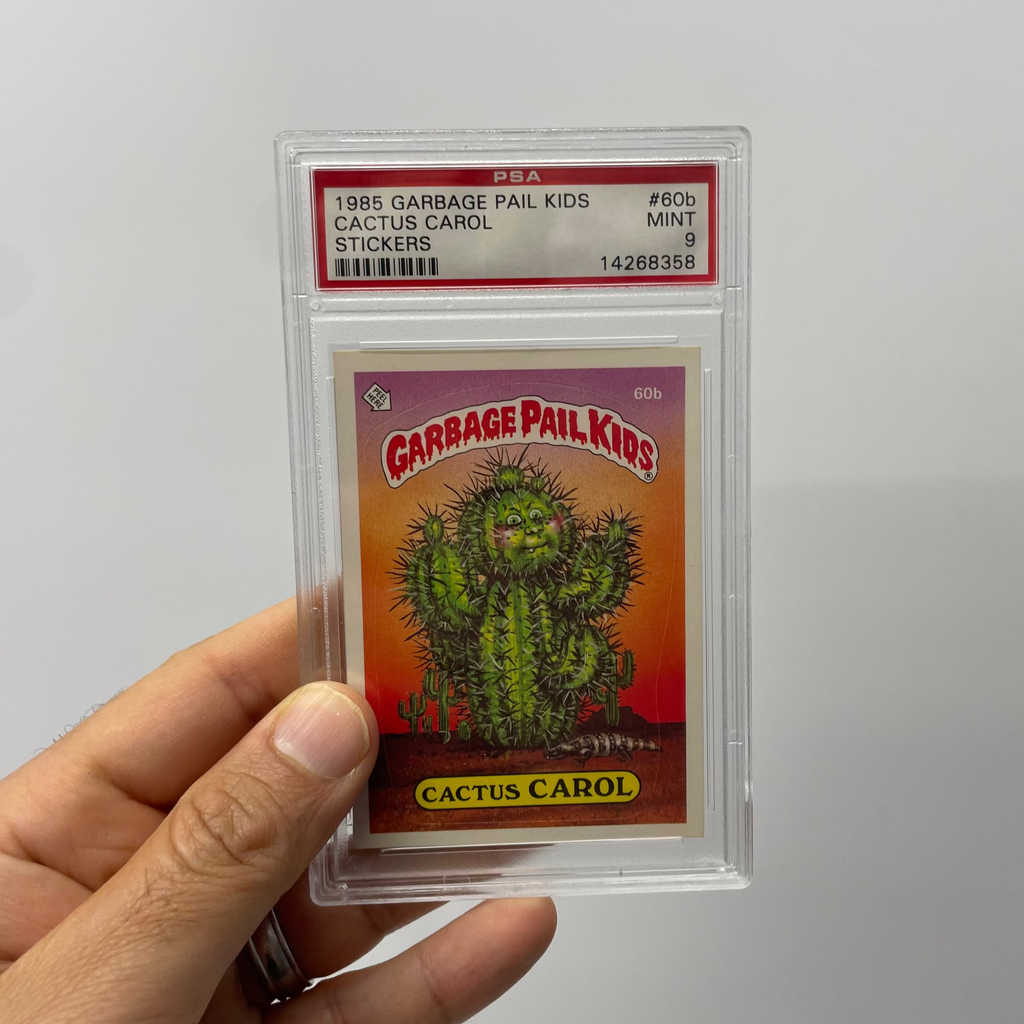 PSA
1985 GARBAGE PAIL KIDS #60b
CACTUS CAROL MINT
STICKERS 9
14268358
PEEL
HERE
60b
GARBAGE PAIL KIDS®
CACTUS CAROL